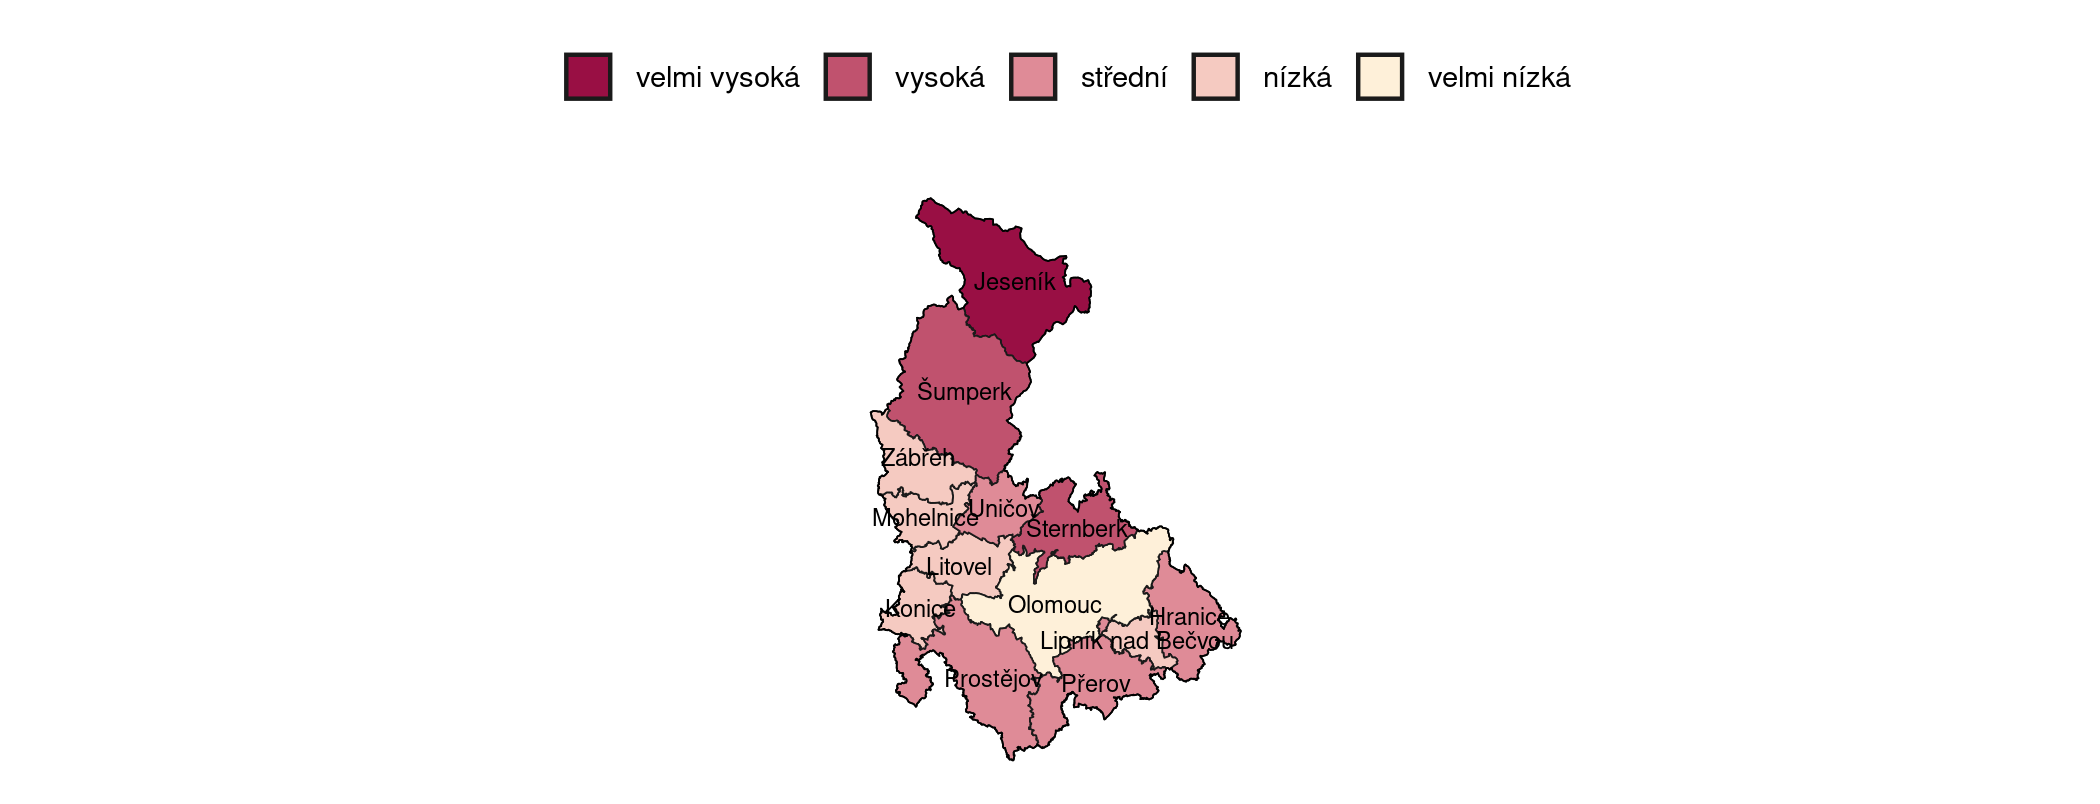 velmi vysoká vysoká střední nízká velmi nízká
Jeseník
Šumperk
Zábřeh
Uničov
Mohelnice
Šternberk
Litovel
Olomouc
Konice
Hranice
Lipník nad Bečvou
Prostějov
Přerov